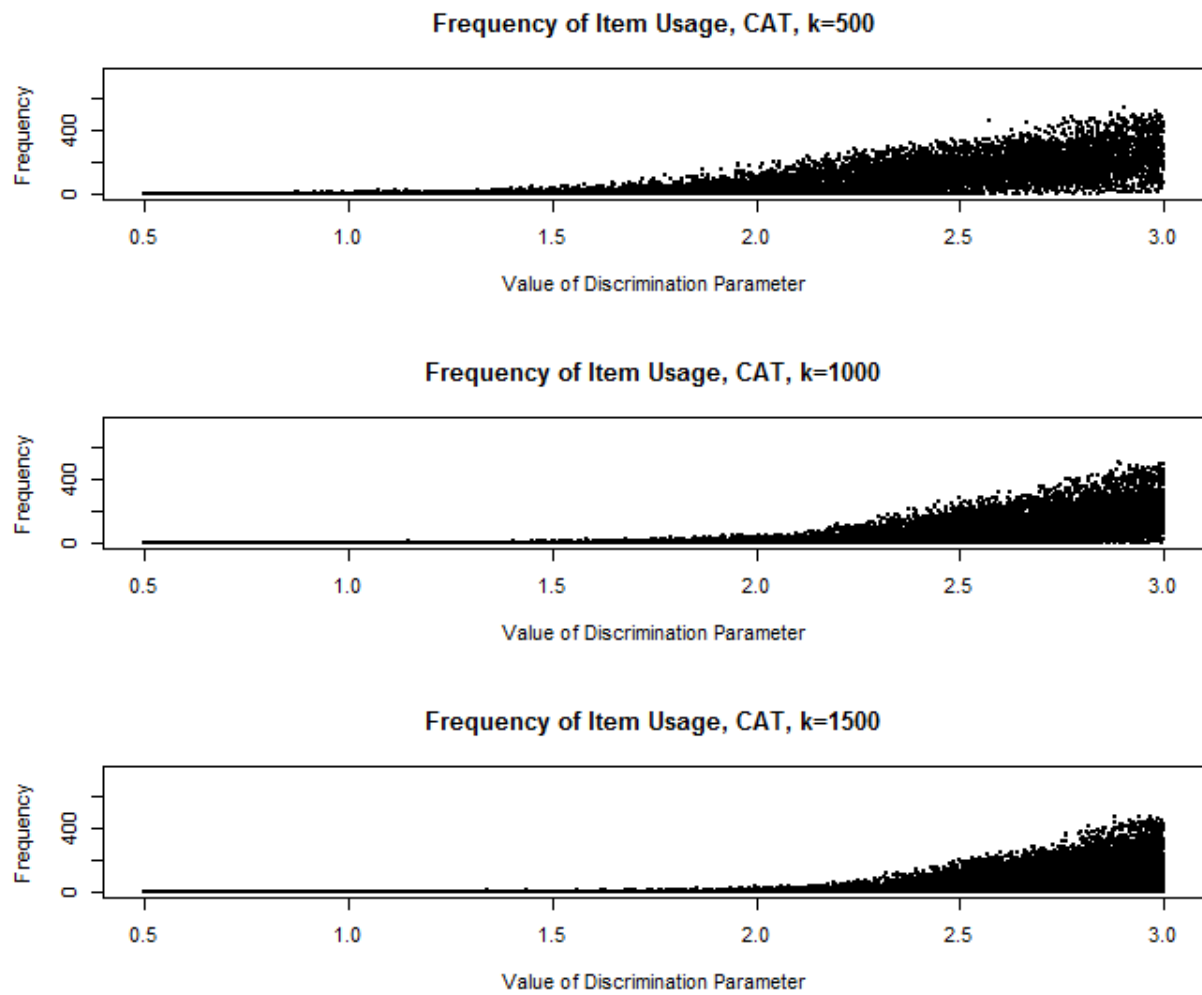 Frequency of Item Usage, CAT, k=500
Frequency
400
0
0.5 1.0 1.5 2.0 2.5 3.0
Value of Discrimination Parameter
Frequency of Item Usage, CAT, k=1000
Frequency
400
0
0.5 1.0 1.5 2.0 2.5 3.0
Value of Discrimination Parameter
Frequency of Item Usage, CAT, k=1500
Frequency
400
0
0.5 1.0 1.5 2.0 2.5 3.0
Value of Discrimination Parameter